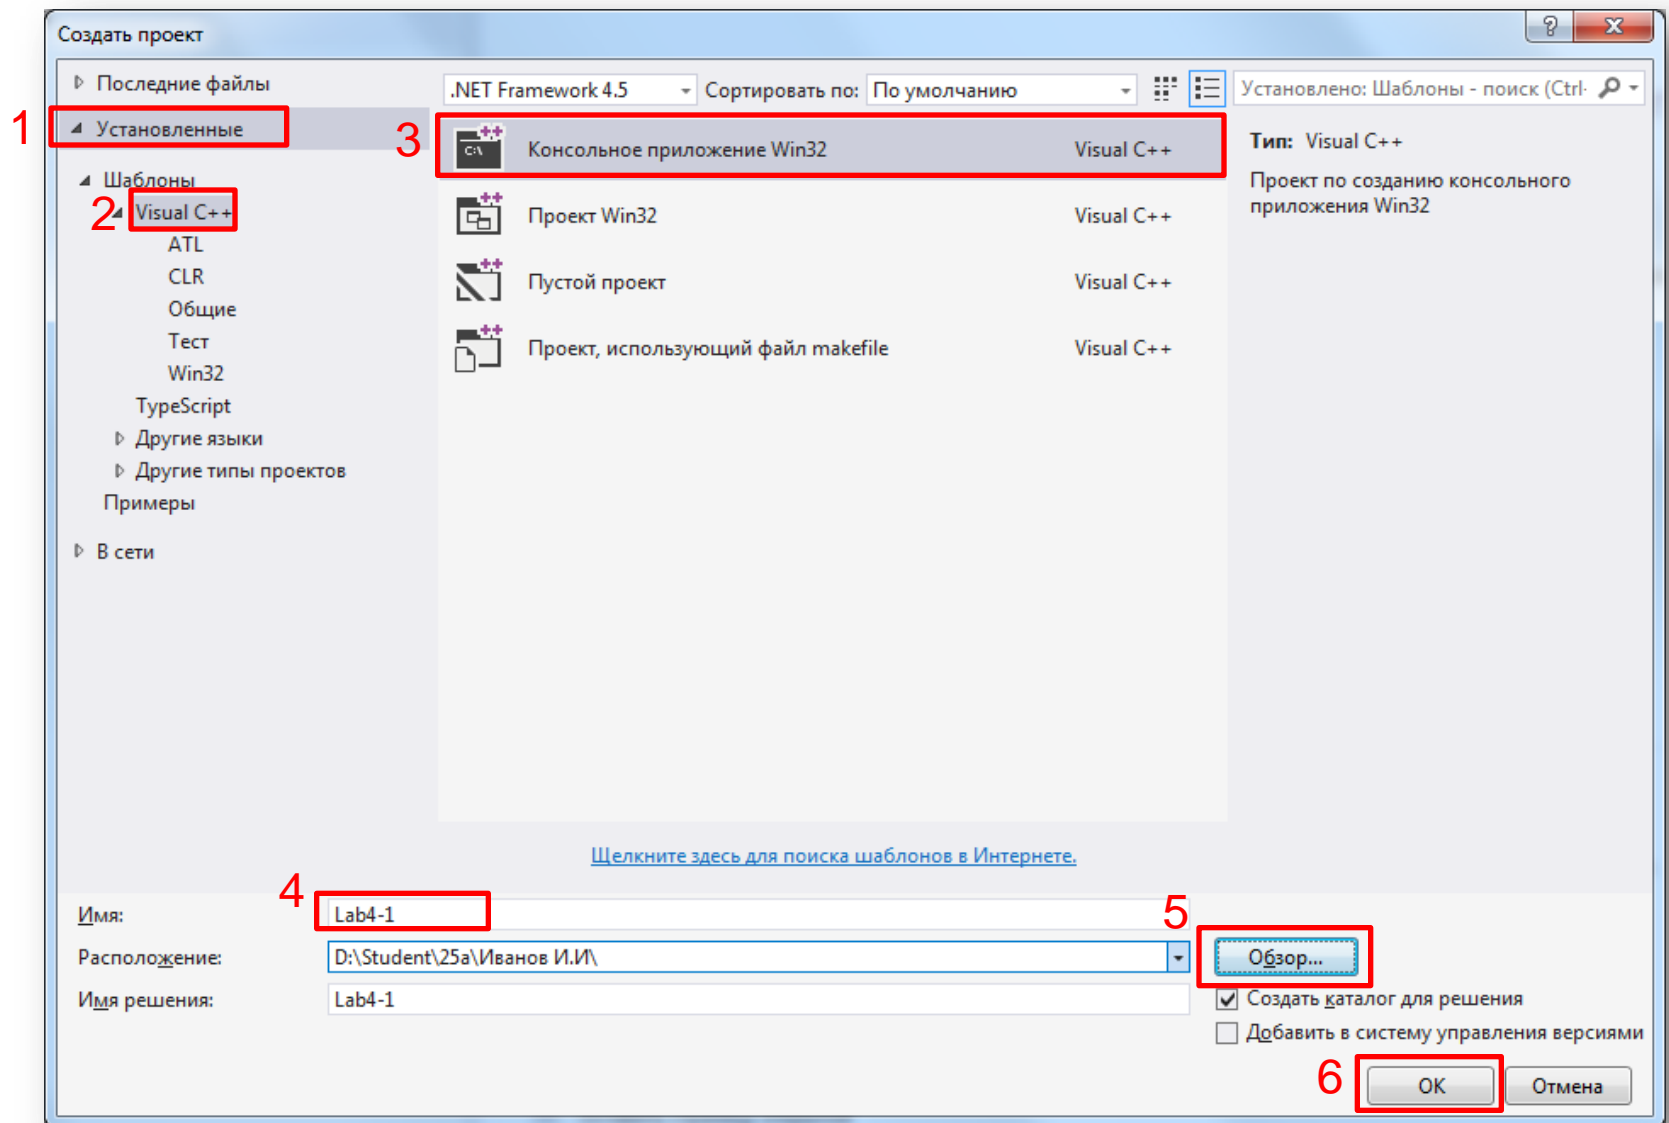 Создать проект
Последние файлы
.NET Framework 4.5 Сортировать по: По умолчанию
Установлено: Шаблоны - поиск (Ctrl-
1 Установленные
Шаблоны
2 Visual C++
ATL
CLR
Общие
Тест
Win32
TypeScript
Другие языки
Другие типы проектов
Примеры
В сети
3 Консольное приложение Win32 Visual C++
Проект Win32 Visual C++
Пустой проект Visual C++
Проект, использующий файл makefile Visual C++
Тип: Visual C++
Проект по созданию консольного
приложения Win32
Щелкните здесь для поиска шаблонов в Интернете.
Имя: 4 Lab4-1
Расположение: D:\Student\25а\Иванов И.И\ 5 Обзор...
Имя решения: Lab4-1
Создать каталог для решения
Добавить в систему управления версиями
6 ОК Отмена